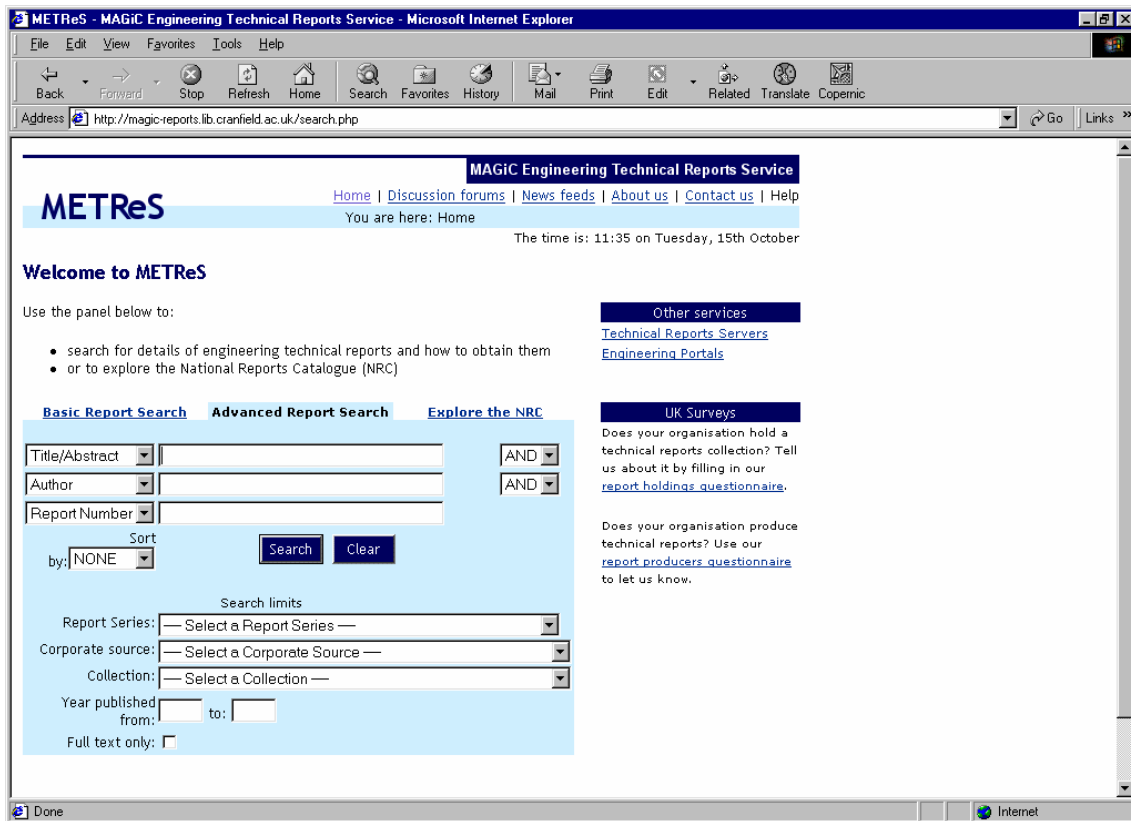 METReS - MAGiC Engineering Technical Reports Service - Microsoft Internet Explorer
File Edit View Favorites Tools Help
Back Forward Stop Refresh Home Search Favorites History Mail Print Edit Related Translate Copernic
Address http://magic-reports.lib.cranfield.ac.uk/search.php Go Links »
MAGiC Engineering Technical Reports Service
METReS
Home | Discussion forums | News feeds | About us | Contact us | Help
You are here: Home
The time is: 11:35 on Tuesday, 15th October
Welcome to METReS
Use the panel below to:
• search for details of engineering technical reports and how to obtain them
• or to explore the National Reports Catalogue (NRC)
Basic Report Search Advanced Report Search Explore the NRC
Title/Abstract AND
Author AND
Report Number
Sort
by: NONE Search Clear
Search limits
Report Series: — Select a Report Series —
Corporate source: — Select a Corporate Source —
Collection: — Select a Collection —
Year published
from: to:
Full text only:
Other services
Technical Reports Servers
Engineering Portals
UK Surveys
Does your organisation hold a
technical reports collection? Tell
us about it by filling in our
report holdings questionnaire.
Does your organisation produce
technical reports? Use our
report producers questionnaire
to let us know.
Done Internet